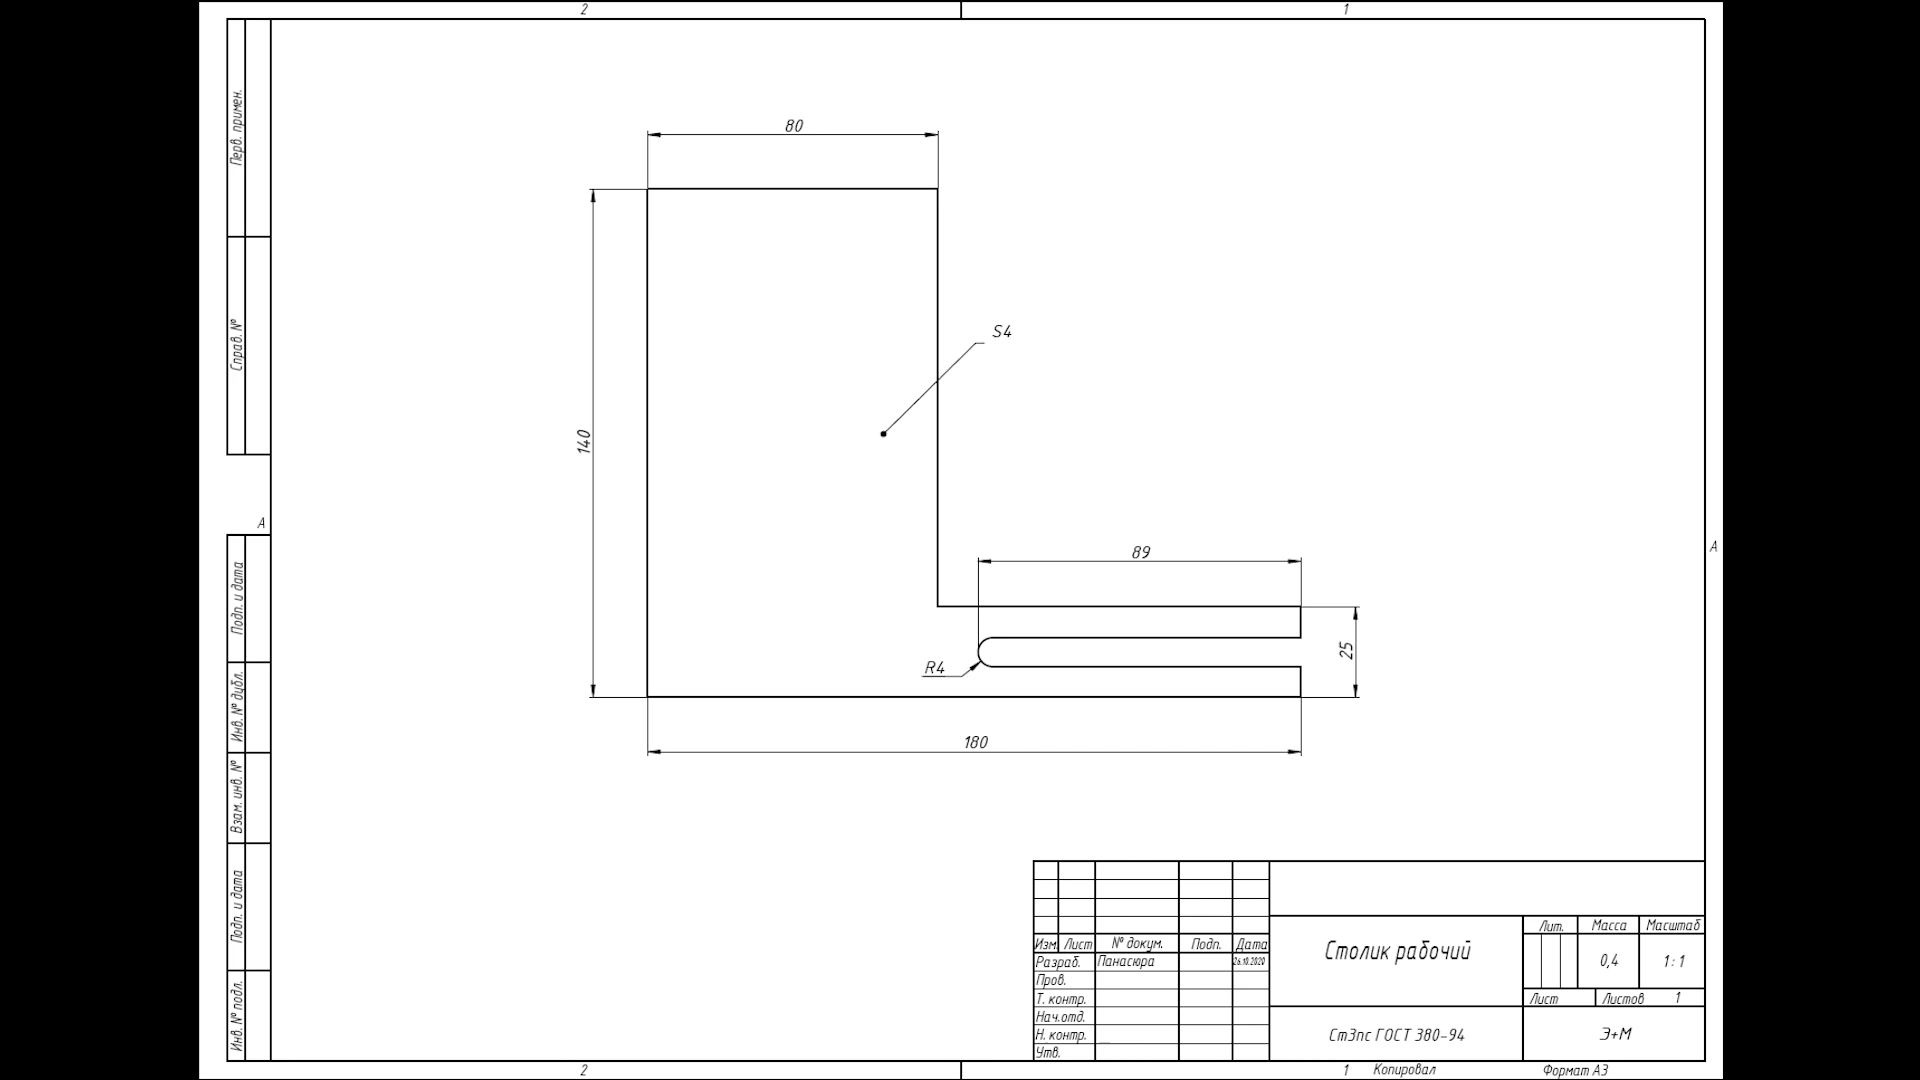 2
1
Перв. примен.
Справ. №
80
S4
140
A
A
89
25
R4
180
Подп. и дата
Инв. № дубл.
Взам. инв. №
Подп. и дата
Инв. № подл.
Изм. Лист № докум. Подп. Дата
Разраб. Панасюра 26.10.2020
Пров.
Т. контр.
Нач.отд.
Н. контр.
Утв.
Столик рабочий
Лит. Масса Масштаб
0,4 1:1
Лист Листов 1
Ст3пс ГОСТ 380-94
Э+М
2
1 Копировал Формат А3